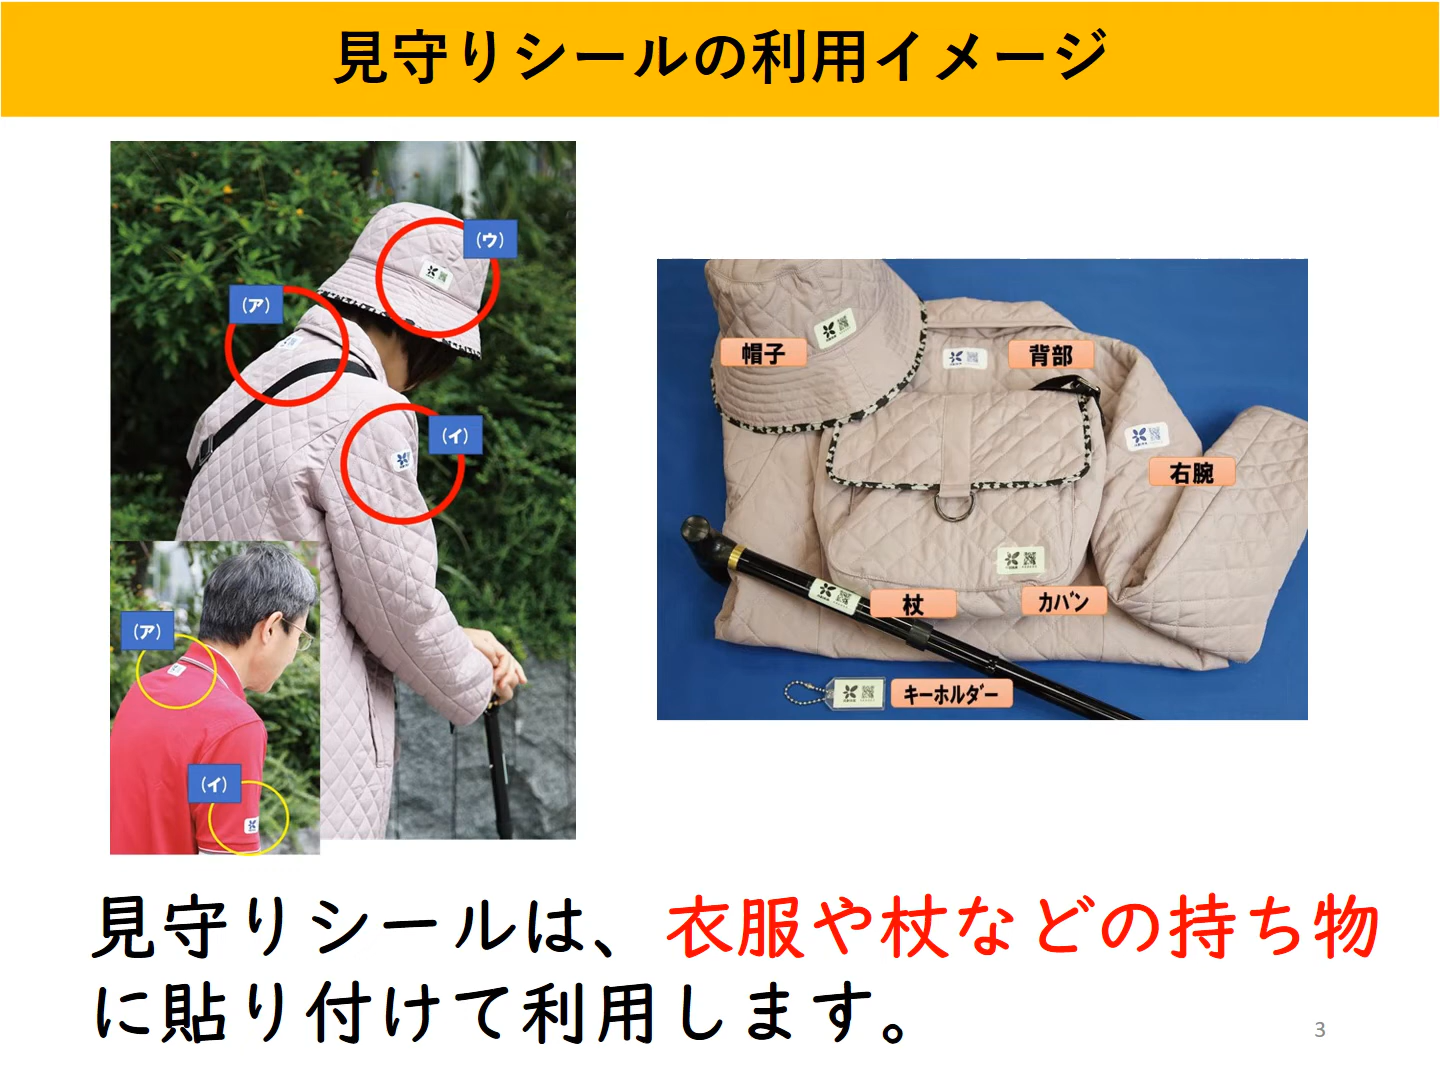 見守りシールの利用イメージ
（ウ）
（ア）
（イ）
（ア）
（イ）
帽子
背部
右腕
杖
カバン
キーホルダー
見守りシールは、衣服や杖などの持ち物
に貼り付けて利用します。
3